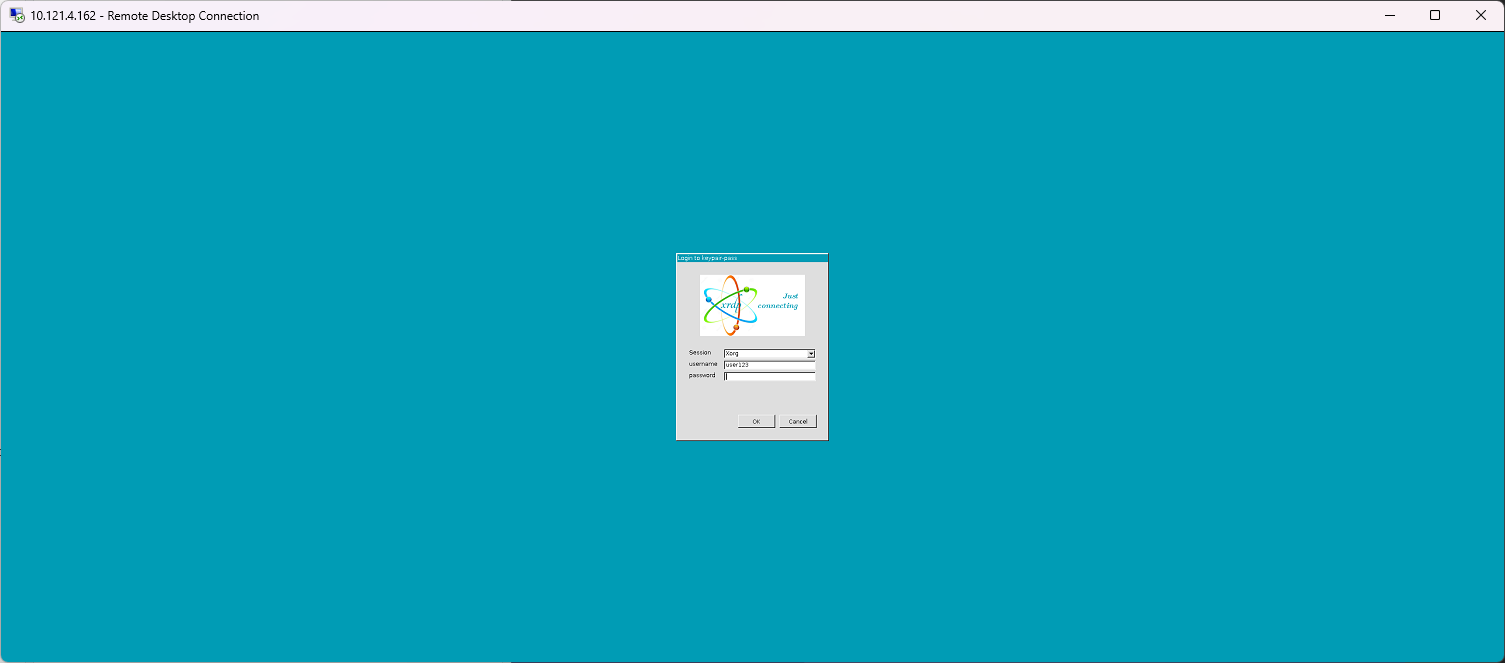 10.121.4.162 - Remote Desktop Connection
Login to keypair-pass
xrdp
Just
connecting
Session
Xorg
username
user123
password
OK
Cancel